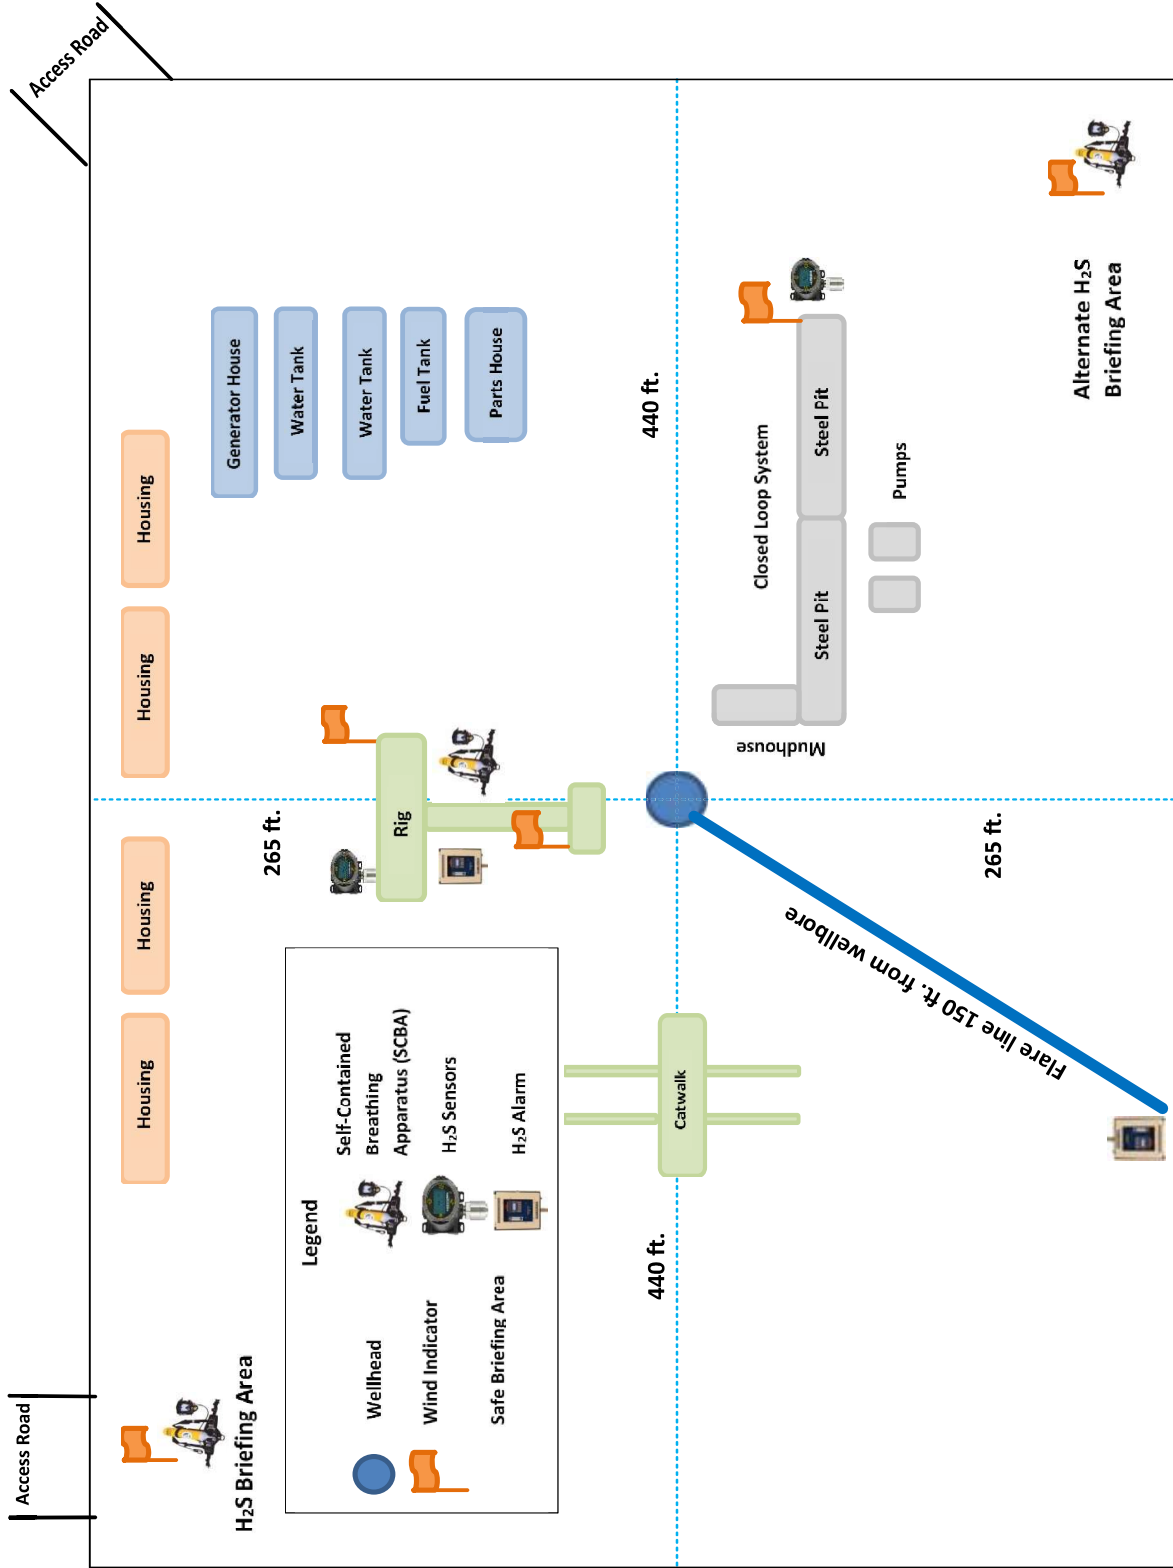 Access Road
Access Road
Housing
Housing
Housing
Housing
H₂S Briefing Area
Generator House
Water Tank
Water Tank
Fuel Tank
Parts House
265 ft.
Rig
Legend
Wellhead
Wind Indicator
Safe Briefing Area
Self-Contained
Breathing
Apparatus (SCBA)
H₂S Sensors
H₂S Alarm
440 ft.
Catwalk
440 ft.
Closed Loop System
Mudhouse
Steel Pit
Steel Pit
Pumps
265 ft.
Flare line 150 ft. from wellbore
Alternate H₂S
Briefing Area